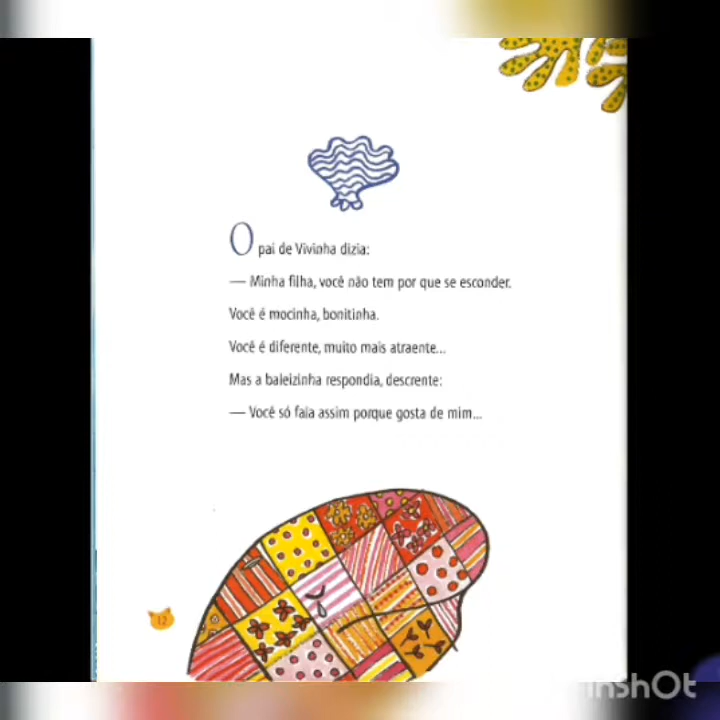 O pai de Vivinha dizia:
— Minha filha, você não tem por que se esconder.
Você é mocinha, bonitinha.
Você é diferente, muito mais atraente...
Mas a baleizinha respondia, descrente:
— Você só fala assim porque gosta de mim...
12
nshOt